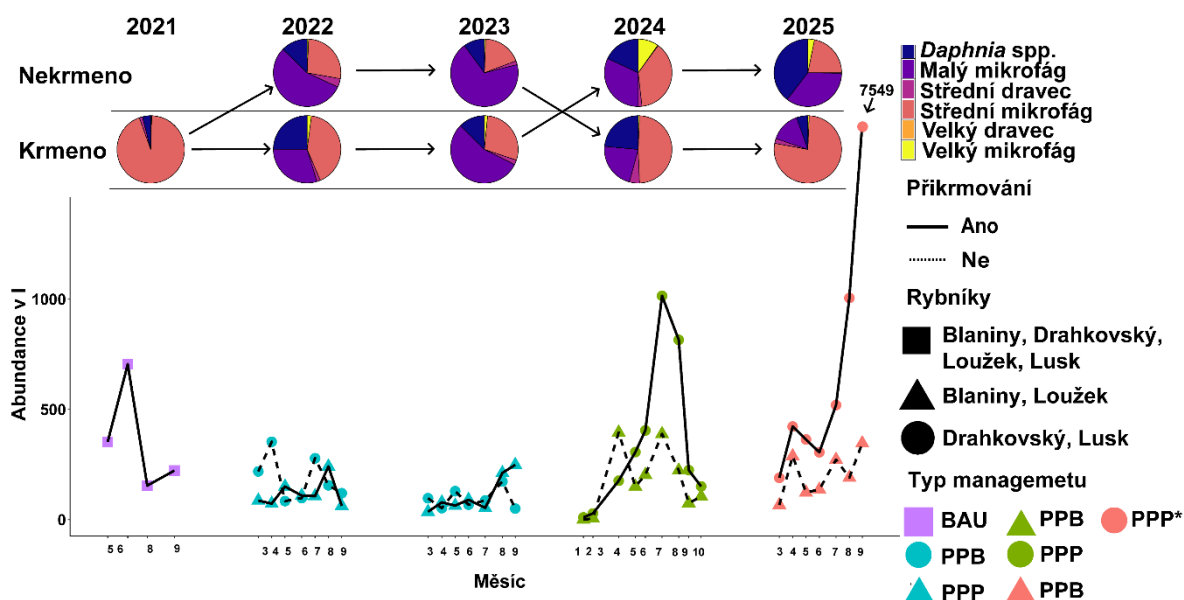 2021 2022 2023 2024 2025
Nekrmeno
Krmeno
Daphnia spp.
Malý mikrofág
Střední dravec
Střední mikrofág
Velký dravec
Velký mikrofág
7549
Přikrmování
Ano
Ne
Rybníky
Blaniny, Drahkovský,
Loužek, Lusk
Blaniny, Loužek
Drahkovský, Lusk
Typ managemetu
BAU
PPB
PPP
PPB
PPP
PPB
PPP*
Abundance v l
1000
500
0
5 6 8 9 3 4 5 6 7 8 9 3 4 5 6 7 8 9 1 2 3 4 5 6 7 8 9 10 3 4 5 6 7 8 9
Měsíc